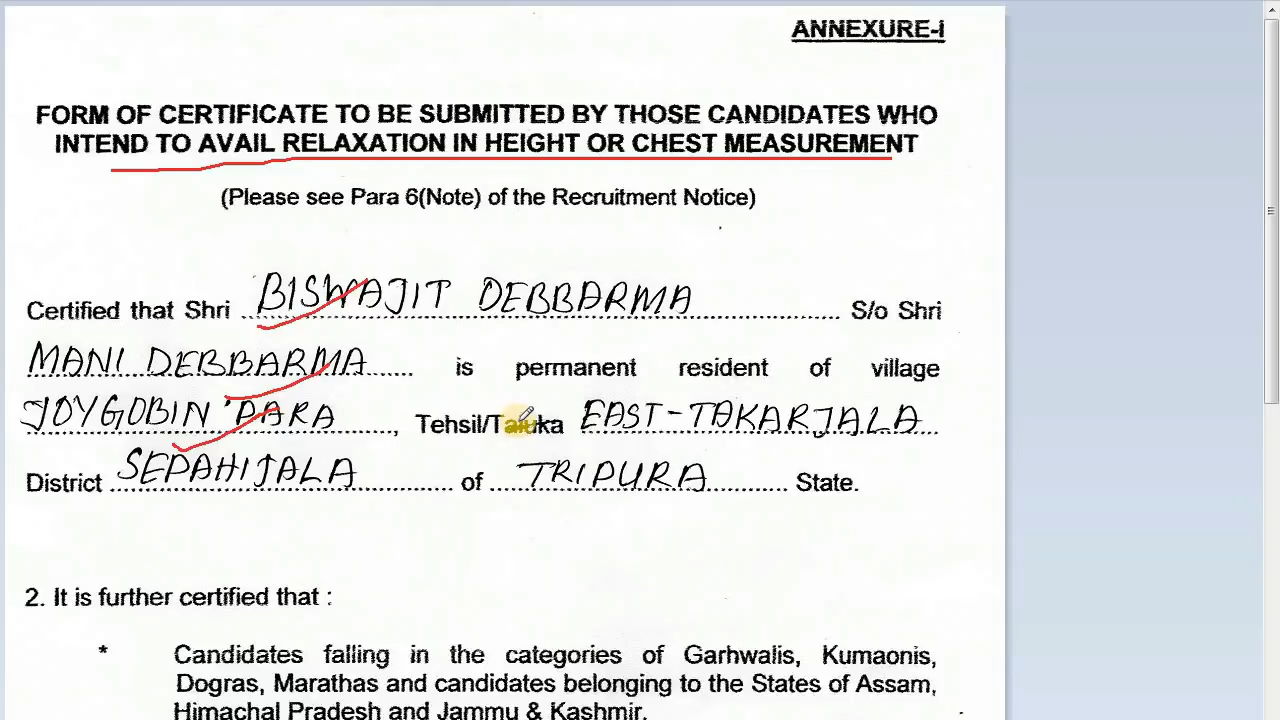 ANNEXURE-I
FORM OF CERTIFICATE TO BE SUBMITTED BY THOSE CANDIDATES WHO
INTEND TO AVAIL RELAXATION IN HEIGHT OR CHEST MEASUREMENT
(Please see Para 6(Note) of the Recruitment Notice)
Certified that Shri BISWAJIT DEBBARMA S/o Shri
MANI DEBBARMA is permanent resident of village
JOYGOBIN PARA, Tehsil/Taluka EAST-TAKARJALA
District SEPAHIJALA of TRIPURA State.
2. It is further certified that :
* Candidates falling in the categories of Garhwalis, Kumaonis,
Dogras, Marathas and candidates belonging to the States of Assam,
Himachal Pradesh and Jammu & Kashmir.